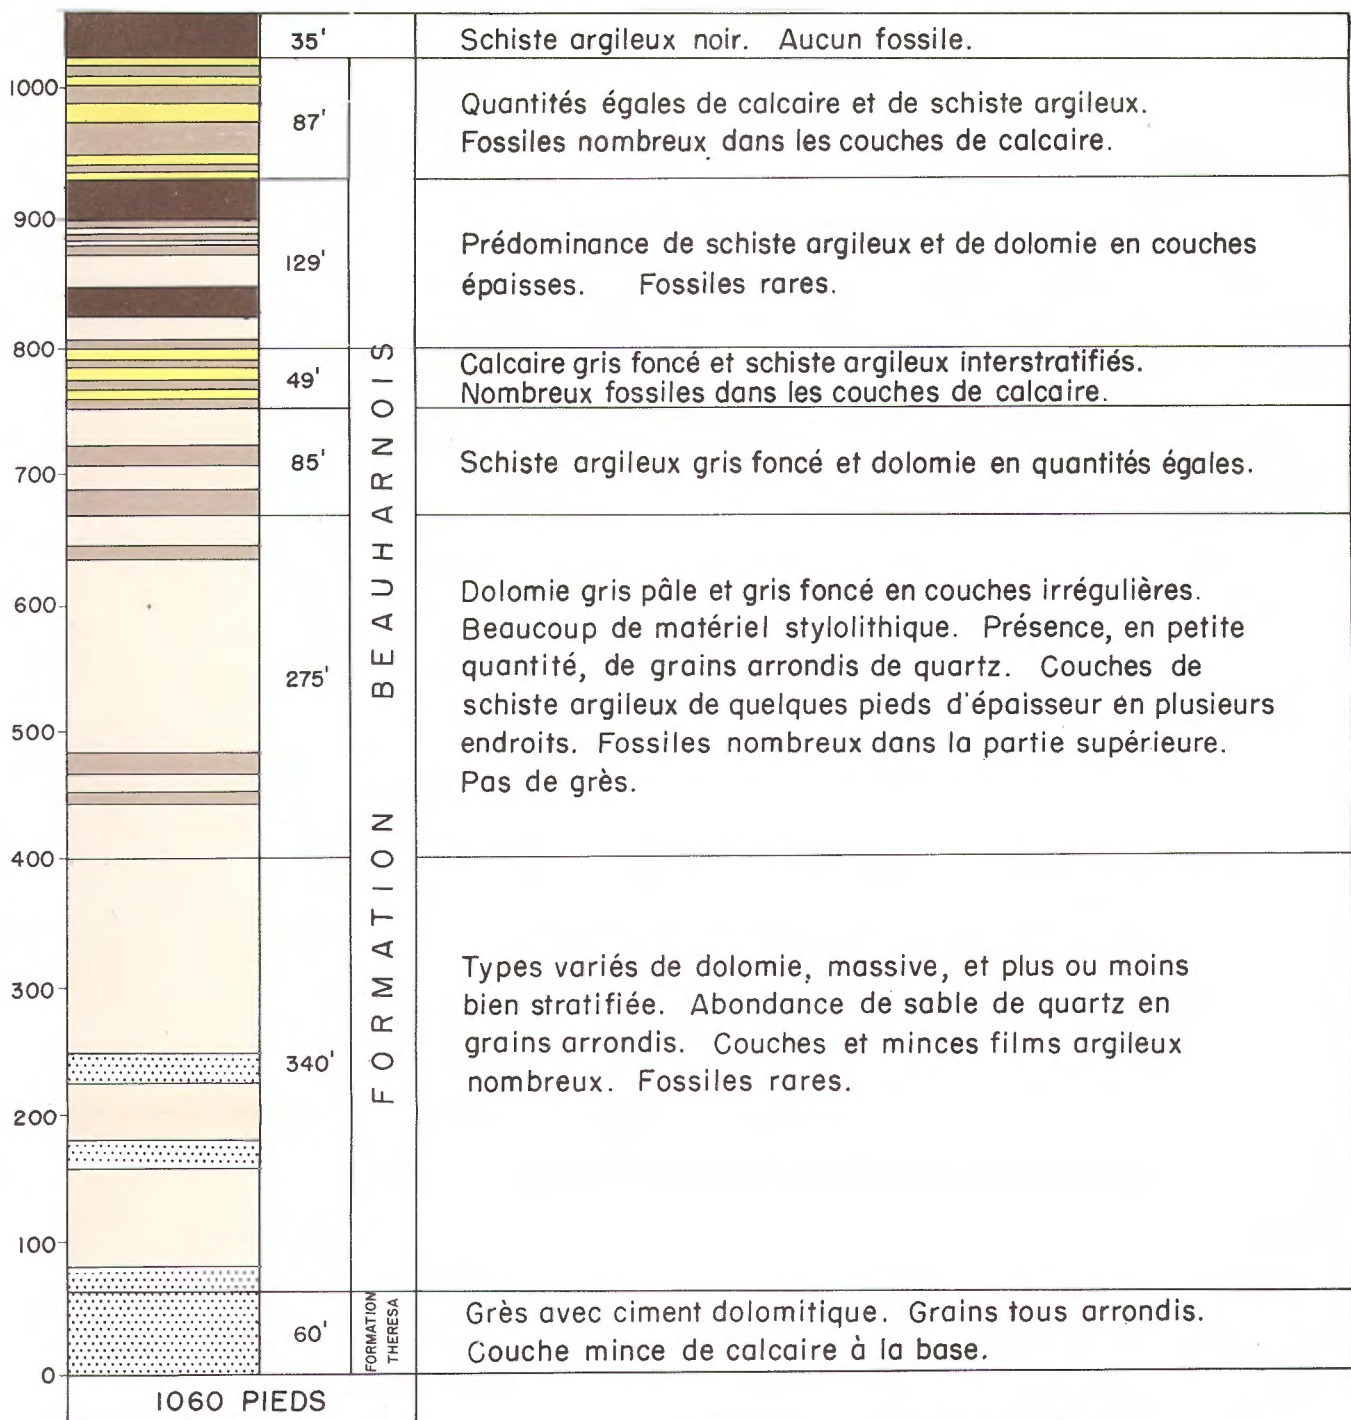 35' Schiste argileux noir. Aucun fossile.
1000
87'
Quantités égales de calcaire et de schiste argileux.
Fossiles nombreux dans les couches de calcaire.
900
129'
Prédominance de schiste argileux et de dolomie en couches
épaisses. Fossiles rares.
800
49'
Calcaire gris foncé et schiste argileux interstratifiés.
Nombreux fossiles dans les couches de calcaire.
700
85' Schiste argileux gris foncé et dolomie en quantités égales.
600
500
275'
Dolomie gris pâle et gris foncé en couches irrégulières.
Beaucoup de matériel stylolithique. Présence, en petite
quantité, de grains arrondis de quartz. Couches de
schiste argileux de quelques pieds d'épaisseur en plusieurs
endroits. Fossiles nombreux dans la partie supérieure.
Pas de grès.
400
300
200
100
340'
Types variés de dolomie, massive, et plus ou moins
bien stratifiée. Abondance de sable de quartz en
grains arrondis. Couches et minces films argileux
nombreux. Fossiles rares.
FORMATION BEAUHARNOIS
0
60'
FORMATION
THERESA
Grès avec ciment dolomitique. Grains tous arrondis.
Couche mince de calcaire à la base.
1060 PIEDS